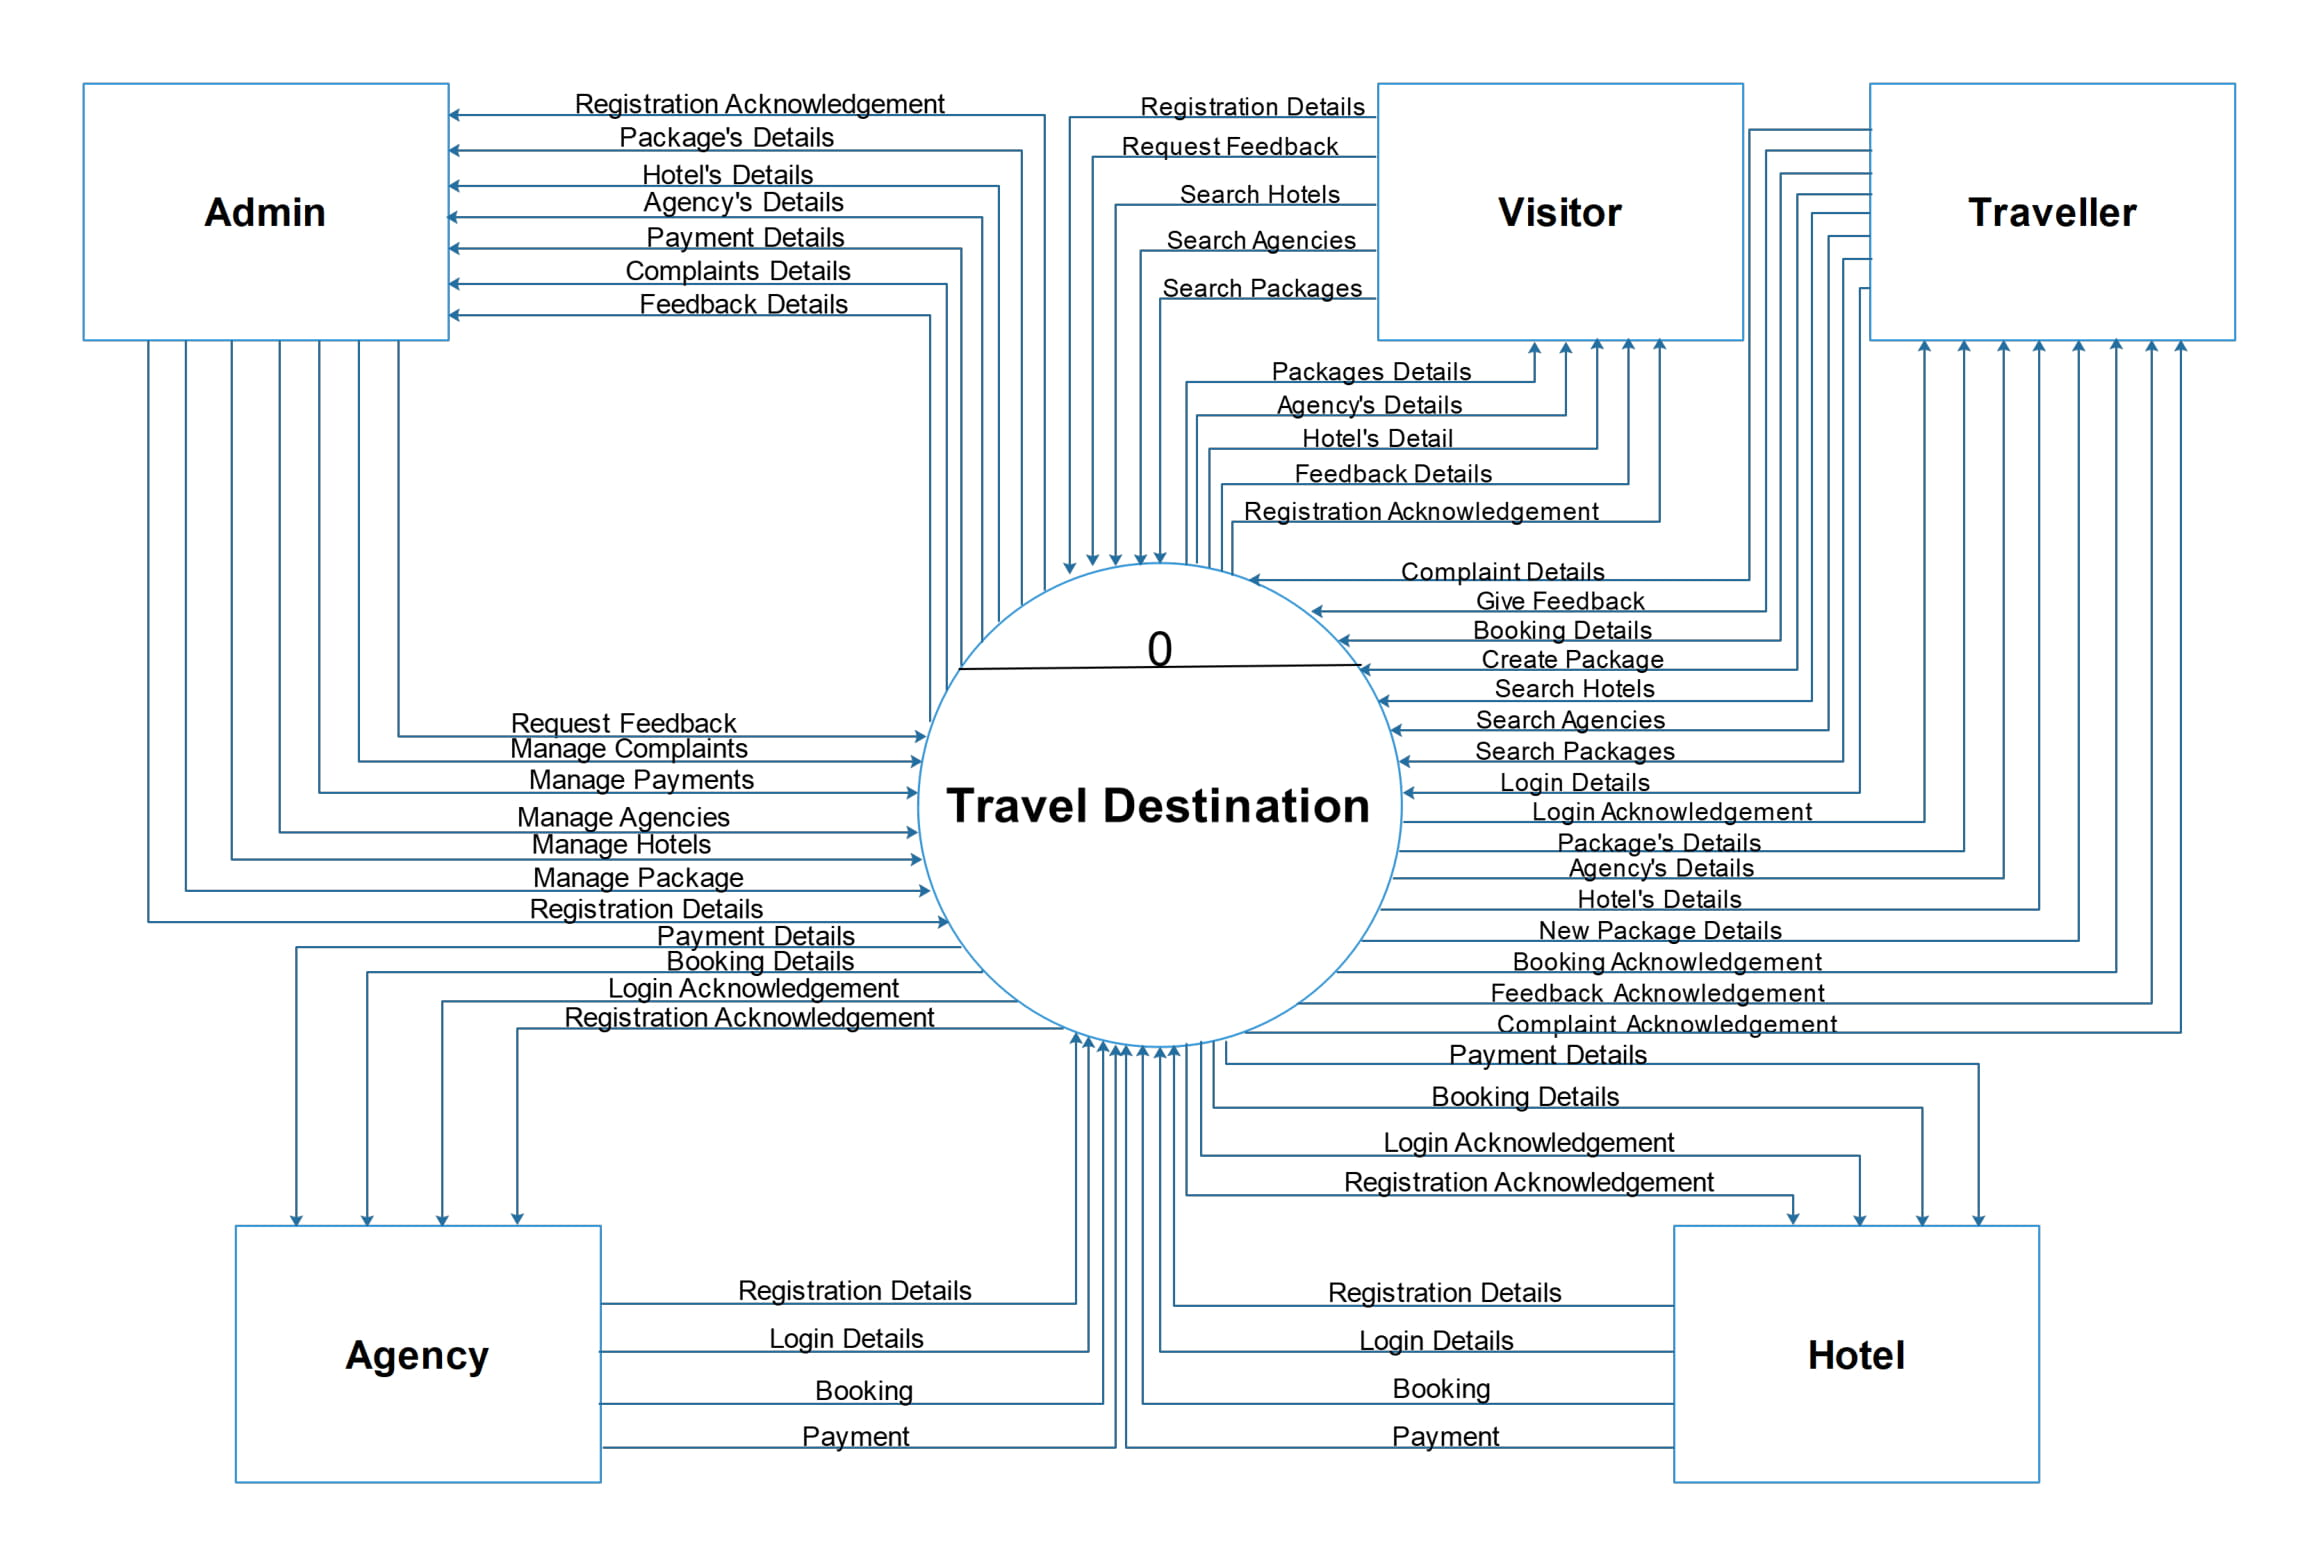 Admin
Registration Acknowledgement
Package's Details
Hotel's Details
Agency's Details
Payment Details
Complaints Details
Feedback Details
Registration Details
Request Feedback
Search Hotels
Search Agencies
Search Packages
Visitor
Traveller
Packages Details
Agency's Details
Hotel's Detail
Feedback Details
Registration Acknowledgement
Complaint Details
Give Feedback
Booking Details
Create Package
Search Hotels
Search Agencies
Search Packages
Login Details
Login Acknowledgement
Package's Details
Agency's Details
Hotel's Details
New Package Details
Booking Acknowledgement
Feedback Acknowledgement
Complaint Acknowledgement
0
Travel Destination
Request Feedback
Manage Complaints
Manage Payments
Manage Agencies
Manage Hotels
Manage Package
Registration Details
Payment Details
Booking Details
Login Acknowledgement
Registration Acknowledgement
Payment Details
Booking Details
Login Acknowledgement
Registration Acknowledgement
Agency
Registration Details
Login Details
Booking
Payment
Registration Details
Login Details
Booking
Payment
Hotel